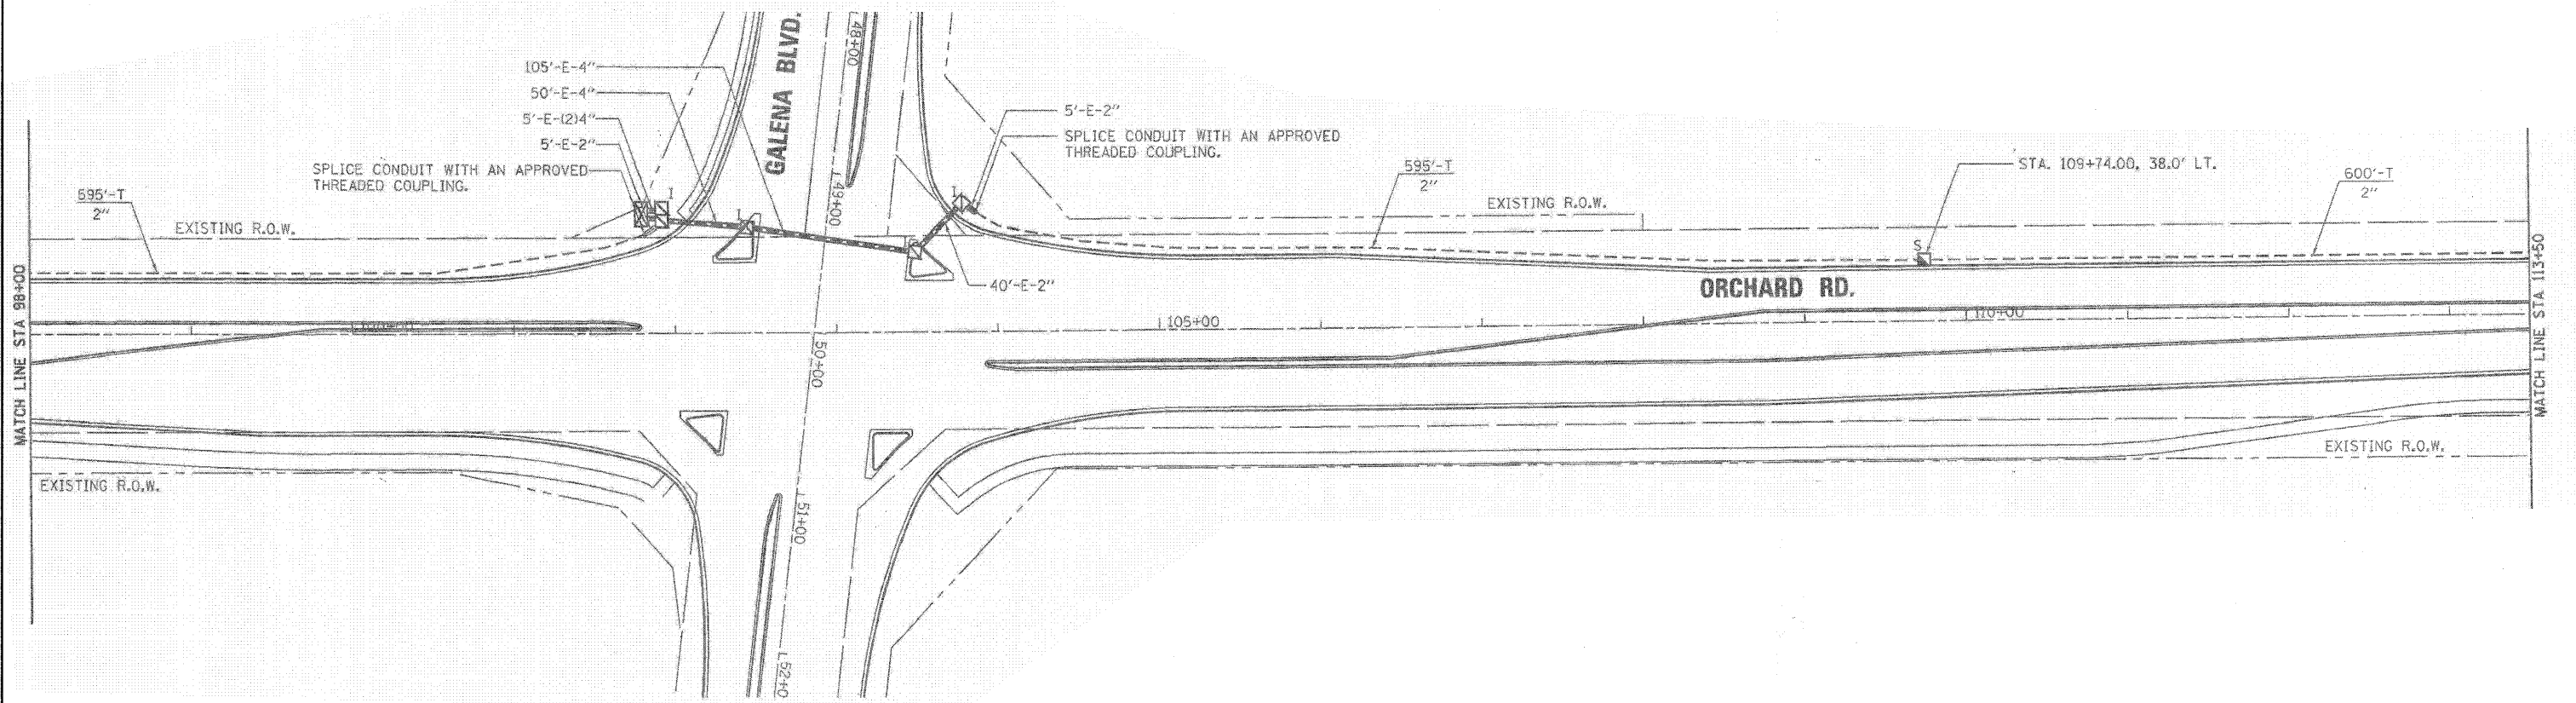 GALENA BLVD.
48+00
105'-E-4"
50'-E-4"
5'-E-(2)4"
5'-E-2"
SPLICE CONDUIT WITH AN APPROVED
THREADED COUPLING.
5'-E-2"
SPLICE CONDUIT WITH AN APPROVED
THREADED COUPLING.
595'-T
2"
STA. 109+74.00, 38.0' LT.
600'-T
2"
695'-T
2"
EXISTING R.O.W.
I
I
I
49+00
EXISTING R.O.W.
S
40'-E-2"
ORCHARD RD.
MATCH LINE STA 98+00
MATCH LINE STA 113+50
105+00
110+00
50+00
EXISTING R.O.W.
EXISTING R.O.W.
51+00
52+0